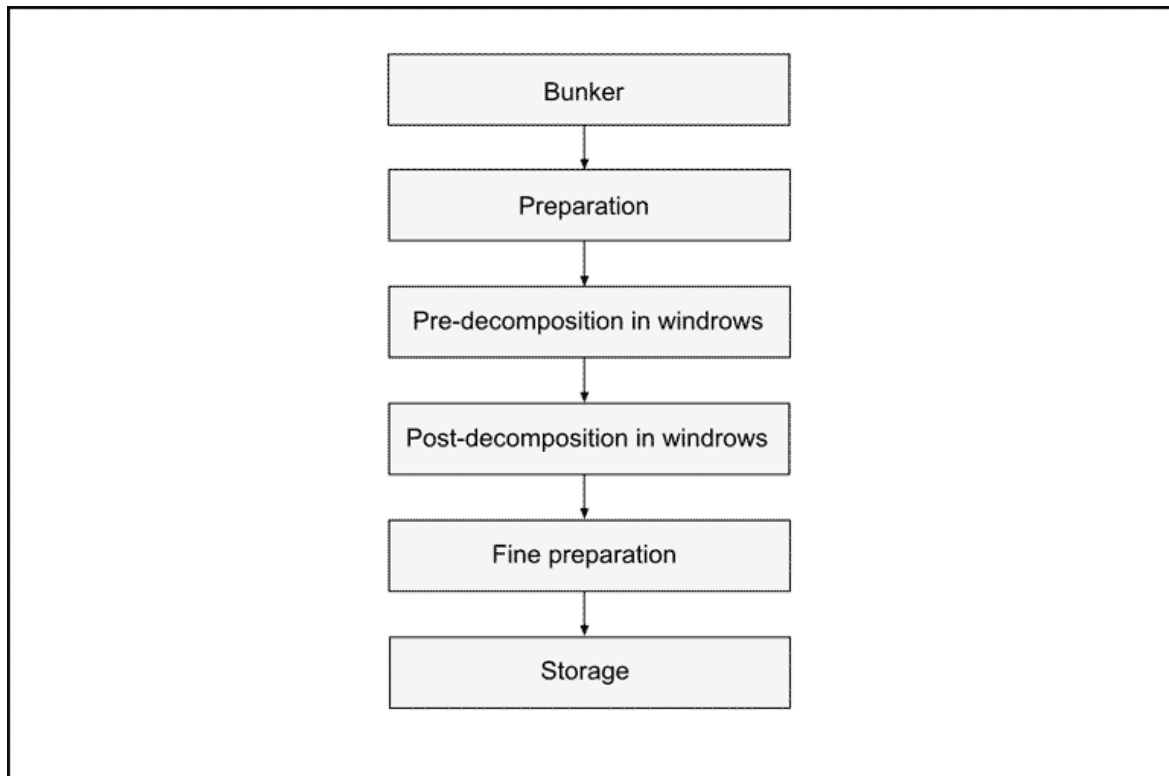 Bunker
Preparation
Pre-decomposition in windrows
Post-decomposition in windrows
Fine preparation
Storage